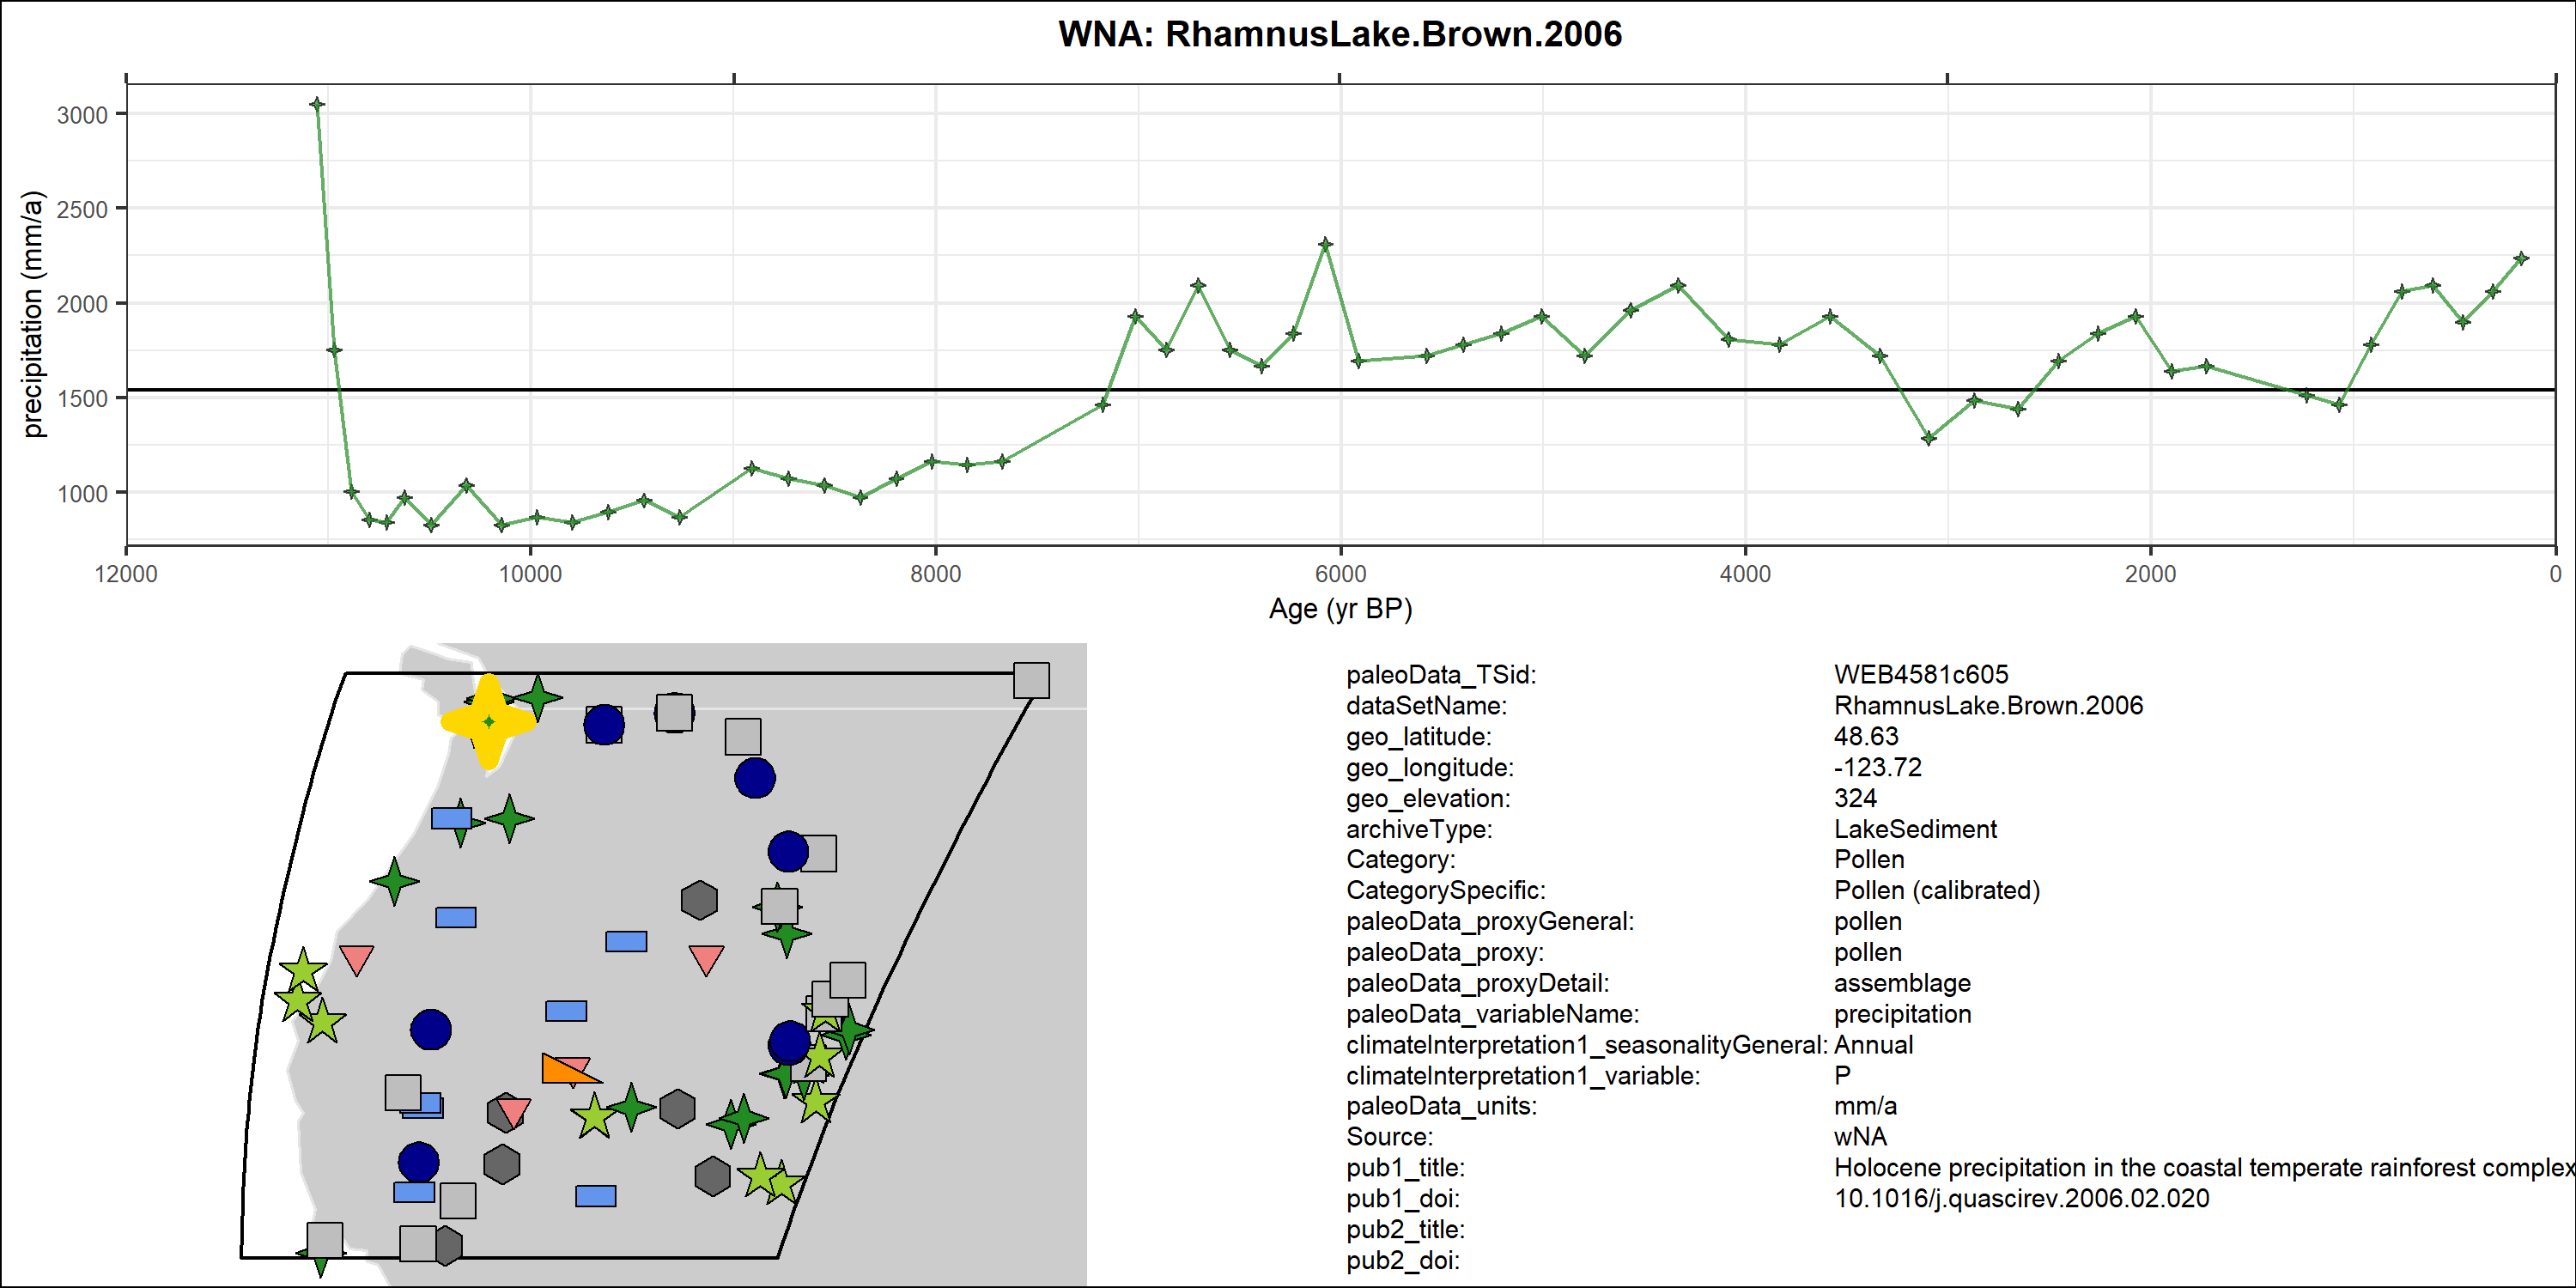 WNA: RhamnusLake.Brown.2006
precipitation (mm/a)
3000
2500
2000
1500
1000
12000 10000 8000 6000 4000 2000 0
Age (yr BP)
paleoData_TSid: WEB4581c605
dataSetName: RhamnusLake.Brown.2006
geo_latitude: 48.63
geo_longitude: -123.72
geo_elevation: 324
archiveType: LakeSediment
Category: Pollen
CategorySpecific: Pollen (calibrated)
paleoData_proxyGeneral: pollen
paleoData_proxy: pollen
paleoData_proxyDetail: assemblage
paleoData_variableName: precipitation
climateInterpretation1_seasonalityGeneral: Annual
climateInterpretation1_variable: P
paleoData_units: mm/a
Source: wNA
pub1_title: Holocene precipitation in the coastal temperate rainforest complex
pub1_doi: 10.1016/j.quascirev.2006.02.020
pub2_title:
pub2_doi: